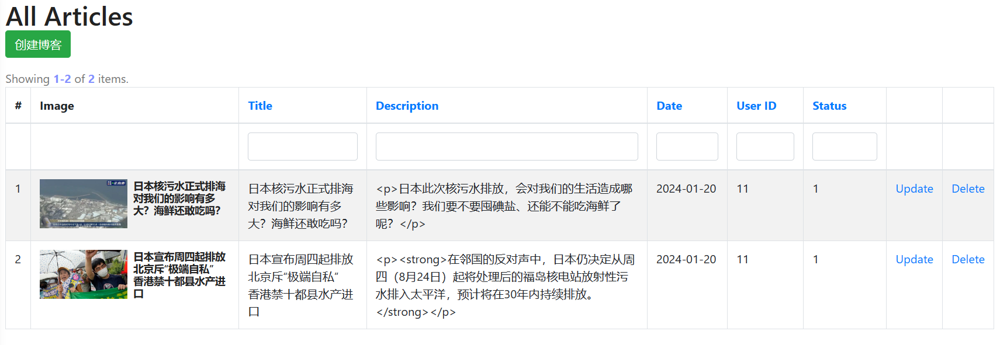 All Articles
创建博客
Showing 1-2 of 2 items.
# Image Title Description Date User ID Status
1 日本核污水正式排海 日本核污水正式排海 <p>日本此次核污水排放，会对我们的生活造成哪 2024-01-20 11 1 Update Delete
对我们的影响有多 对我们的影响有多 些影响？我们要不要囤碘盐、还能不能吃海鲜了
大？海鲜还敢吃吗？ 大？海鲜还敢吃吗？ 呢？</p>
2 日本宣布周四起排放 日本宣布周四起排放 <p><strong>在邻国的反对声中，日本仍决定从周 2024-01-20 11 1 Update Delete
北京斥“极端自私” 北京斥“极端自私” 四（8月24日）起将处理后的福岛核电站放射性污
香港禁十都县水产进 香港禁十都县水产进 水排入太平洋，预计将在30年内持续排放。
口 口 </strong></p>